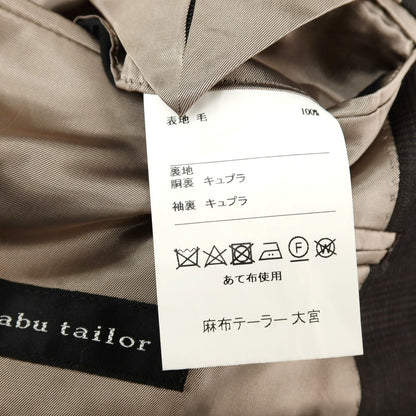 表地 毛 100%
裏地
胴裏 キュプラ
袖裏 キュプラ
F W
あて布使用
麻布テーラー 大宮
abu tailor